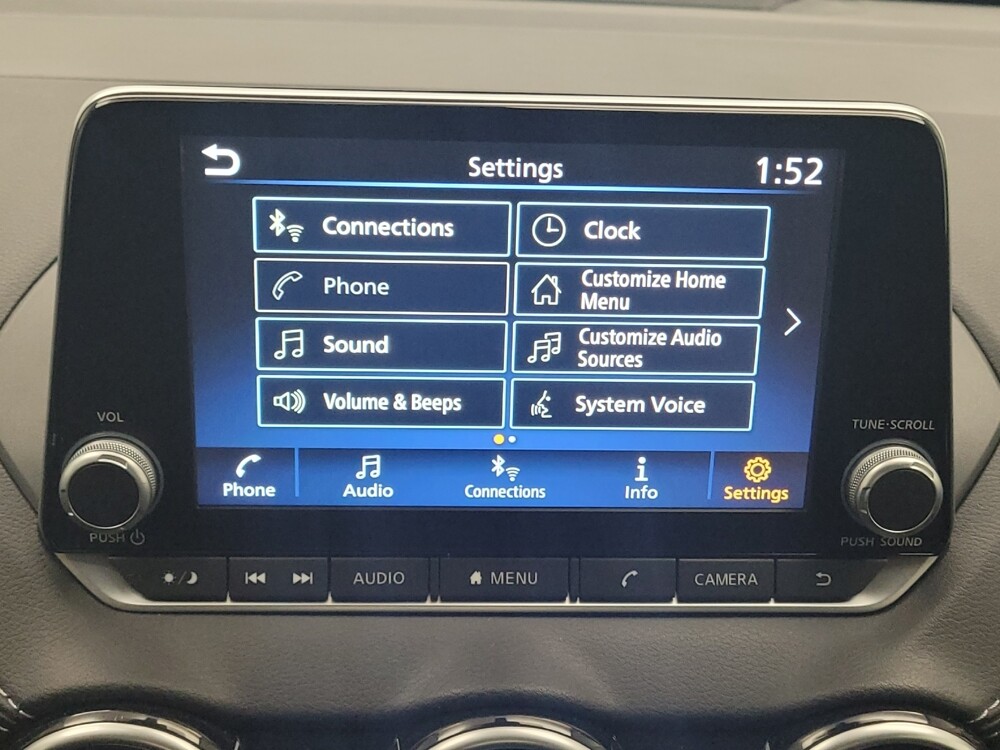 Settings
1:52
Connections
Clock
Phone
Customize Home
Menu
Sound
Customize Audio
Sources
Volume & Beeps
System Voice
Phone
Audio
Connections
Info
Settings
VOL
PUSH
TUNE·SCROLL
PUSH SOUND
AUDIO
MENU
CAMERA